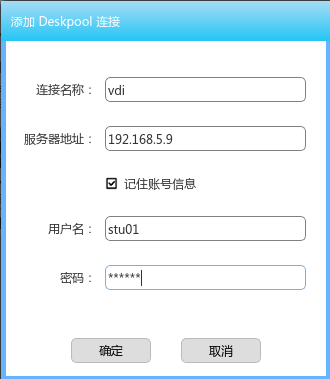 添加 Deskpool 连接
连接名称： vdi
服务器地址： 192.168.5.9
记住账号信息
用户名： stu01
密码： ******
确定 取消